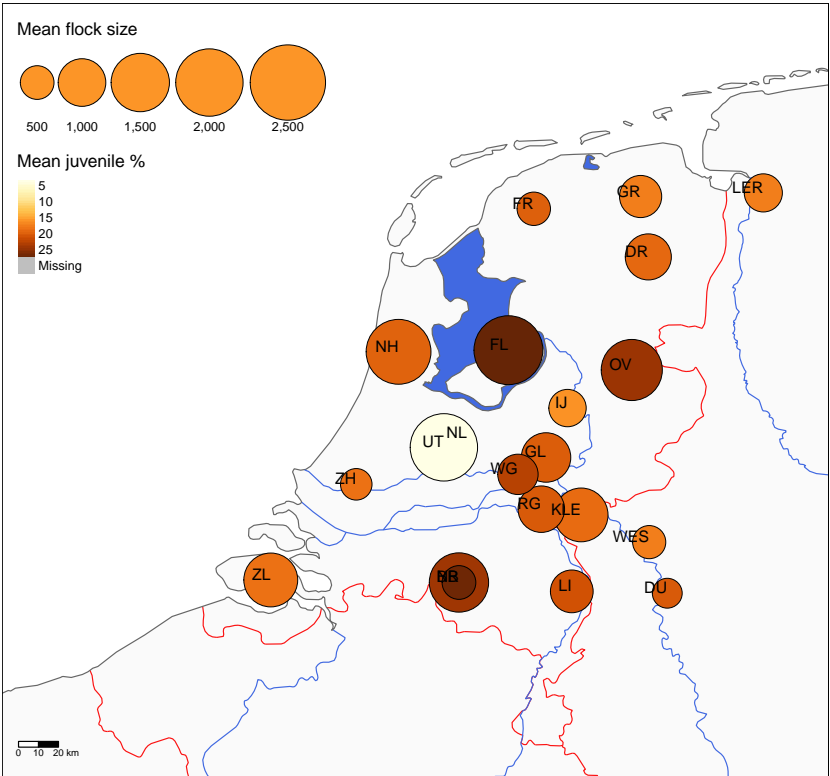 Mean flock size
500 1,000 1,500 2,000 2,500
Mean juvenile %
5
10
15
20
25
Missing
LER
GR
FR
DR
NH
FL
OV
IJ
UT NL
GL
WG
ZH
RG KLE
WES
ZL
LI
DU
0 10 20 km